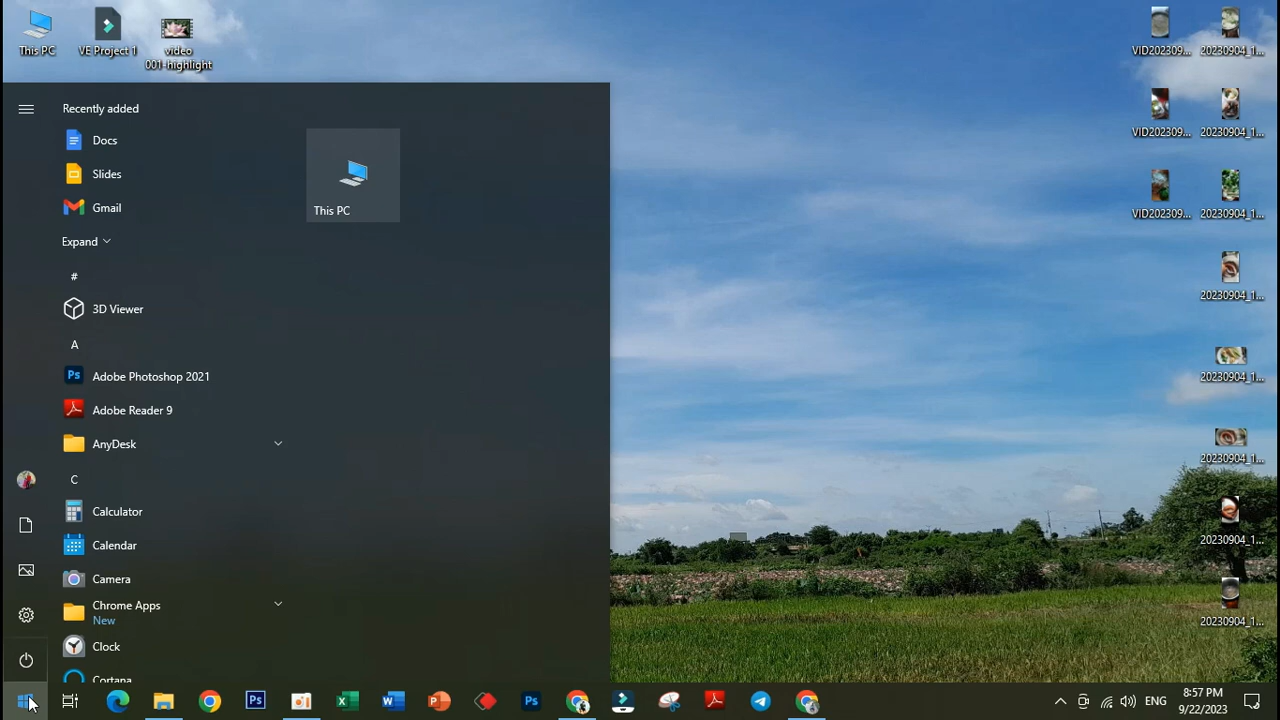 This PC
VE Project 1
video
001-highlight
VID202309...
20230904_1...
VID202309...
20230904_1...
VID202309...
20230904_1...
20230904_1...
20230904_1...
20230904_1...
20230904_1...
20230904_1...
Recently added
Docs
Slides
Gmail
Expand
#
3D Viewer
A
Adobe Photoshop 2021
Adobe Reader 9
AnyDesk
C
Calculator
Calendar
Camera
Chrome Apps
New
Clock
Cortana
This PC
Ps
Ps
ENG
8:57 PM
9/22/2023